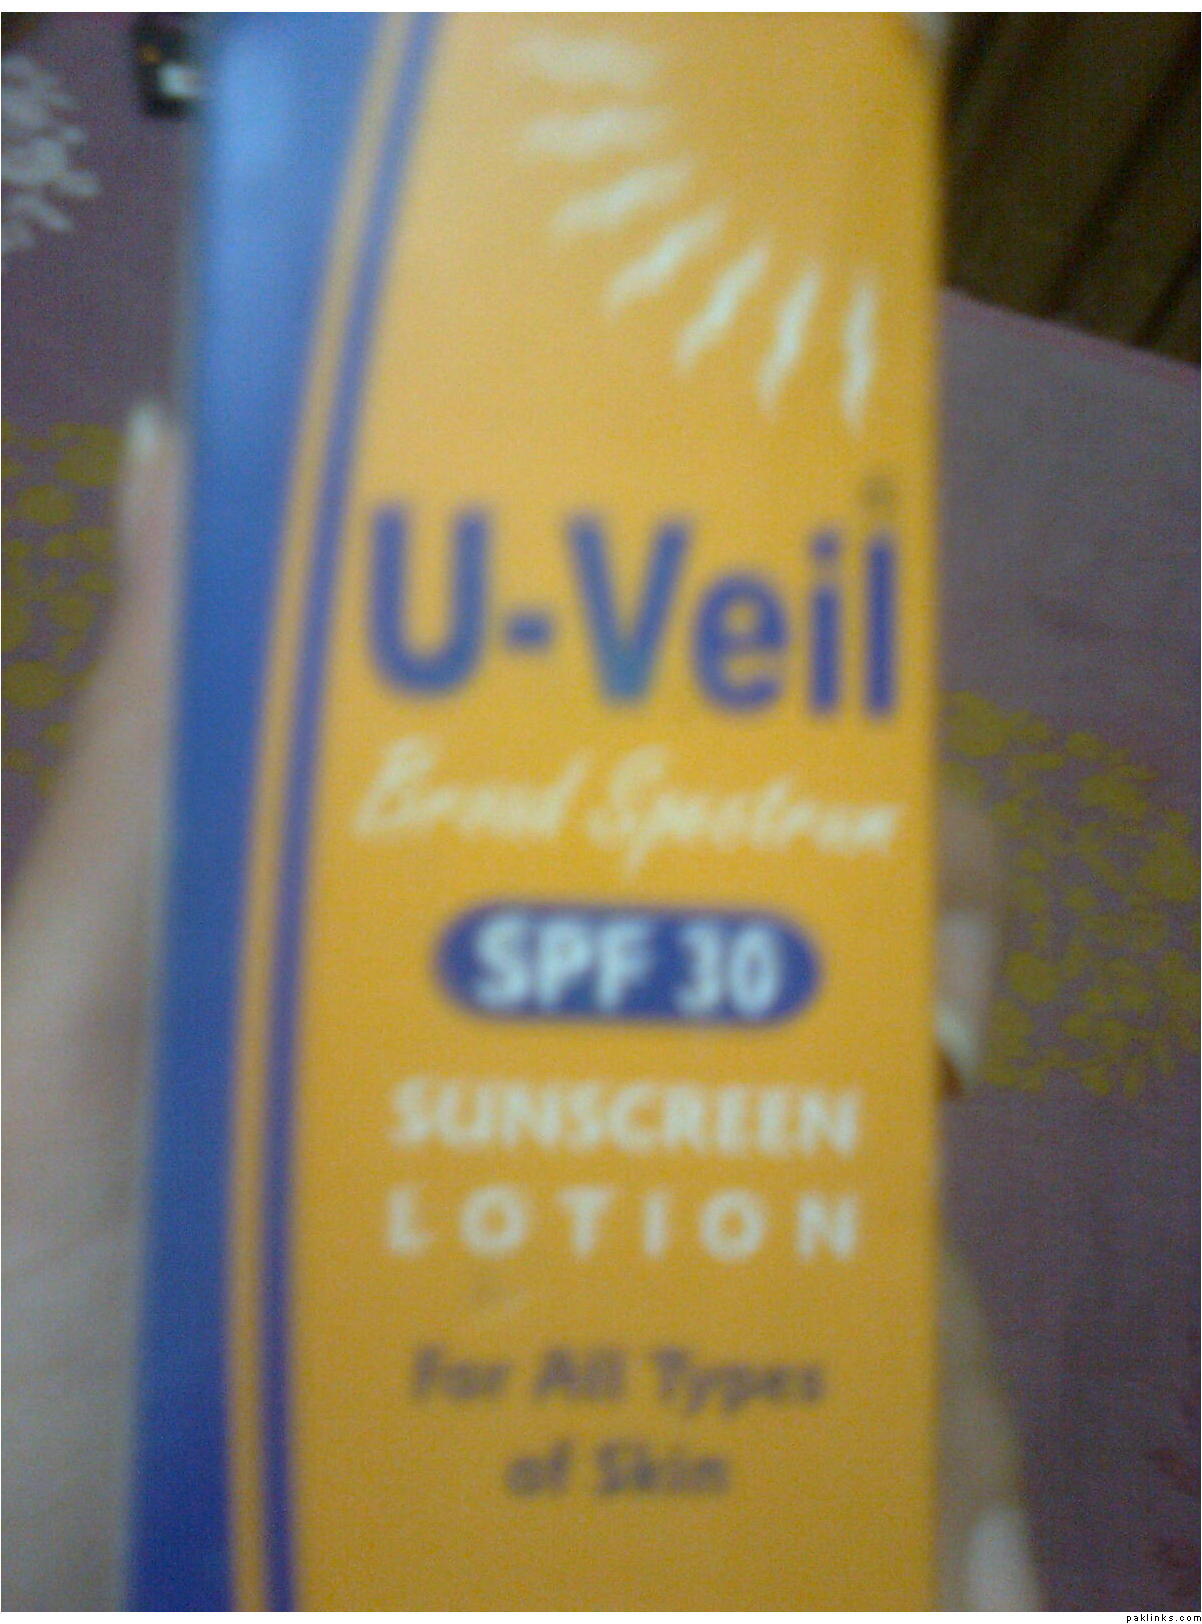 U-Veil
Broad Spectrum
SPF 30
SUNSCREEN
LOTION
For All Types
of Skin
paklinks.com